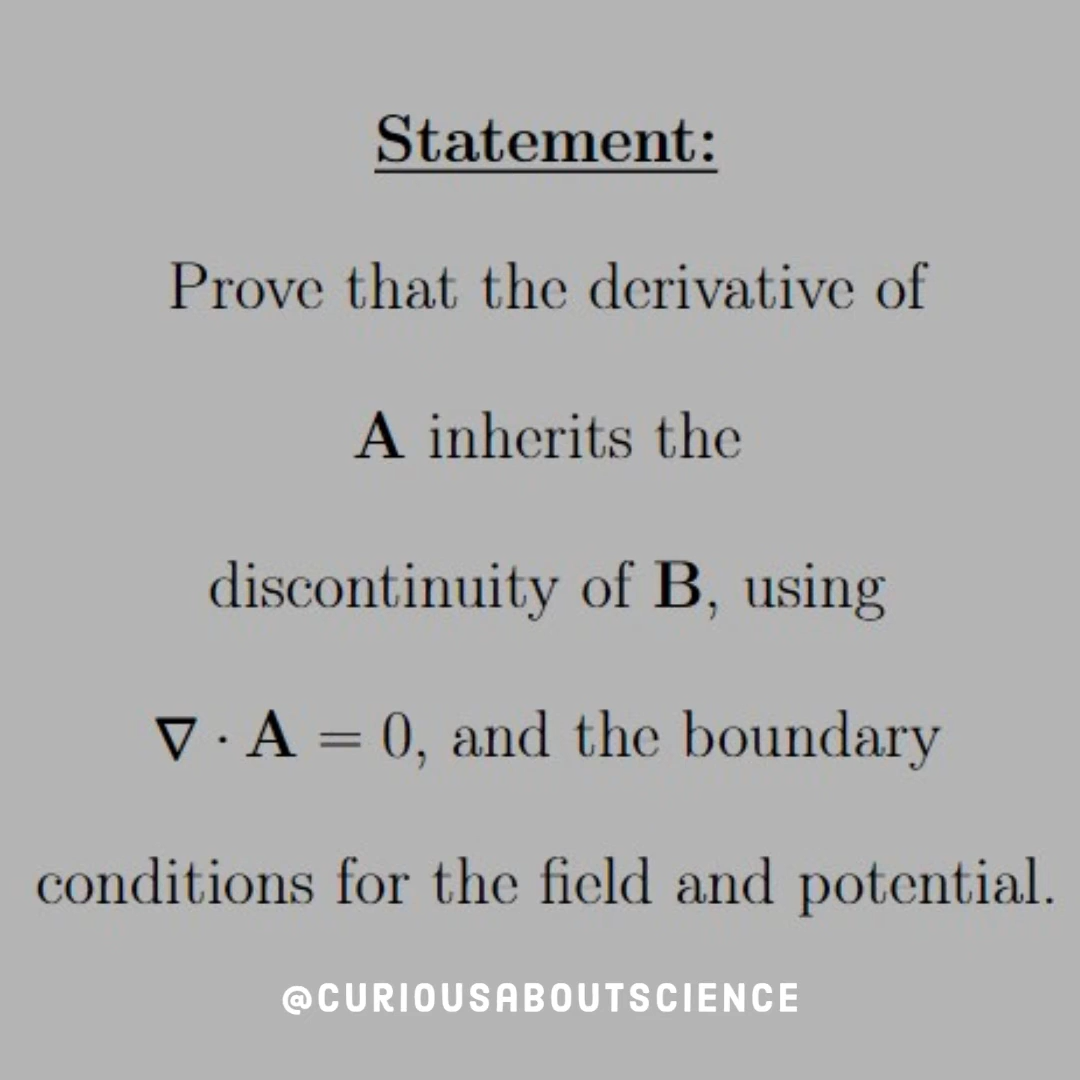 Statement:
Prove that the derivative of
A inherits the
discontinuity of B, using
∇ · A = 0, and the boundary
conditions for the field and potential.
@CURIOUSABOUTSCIENCE